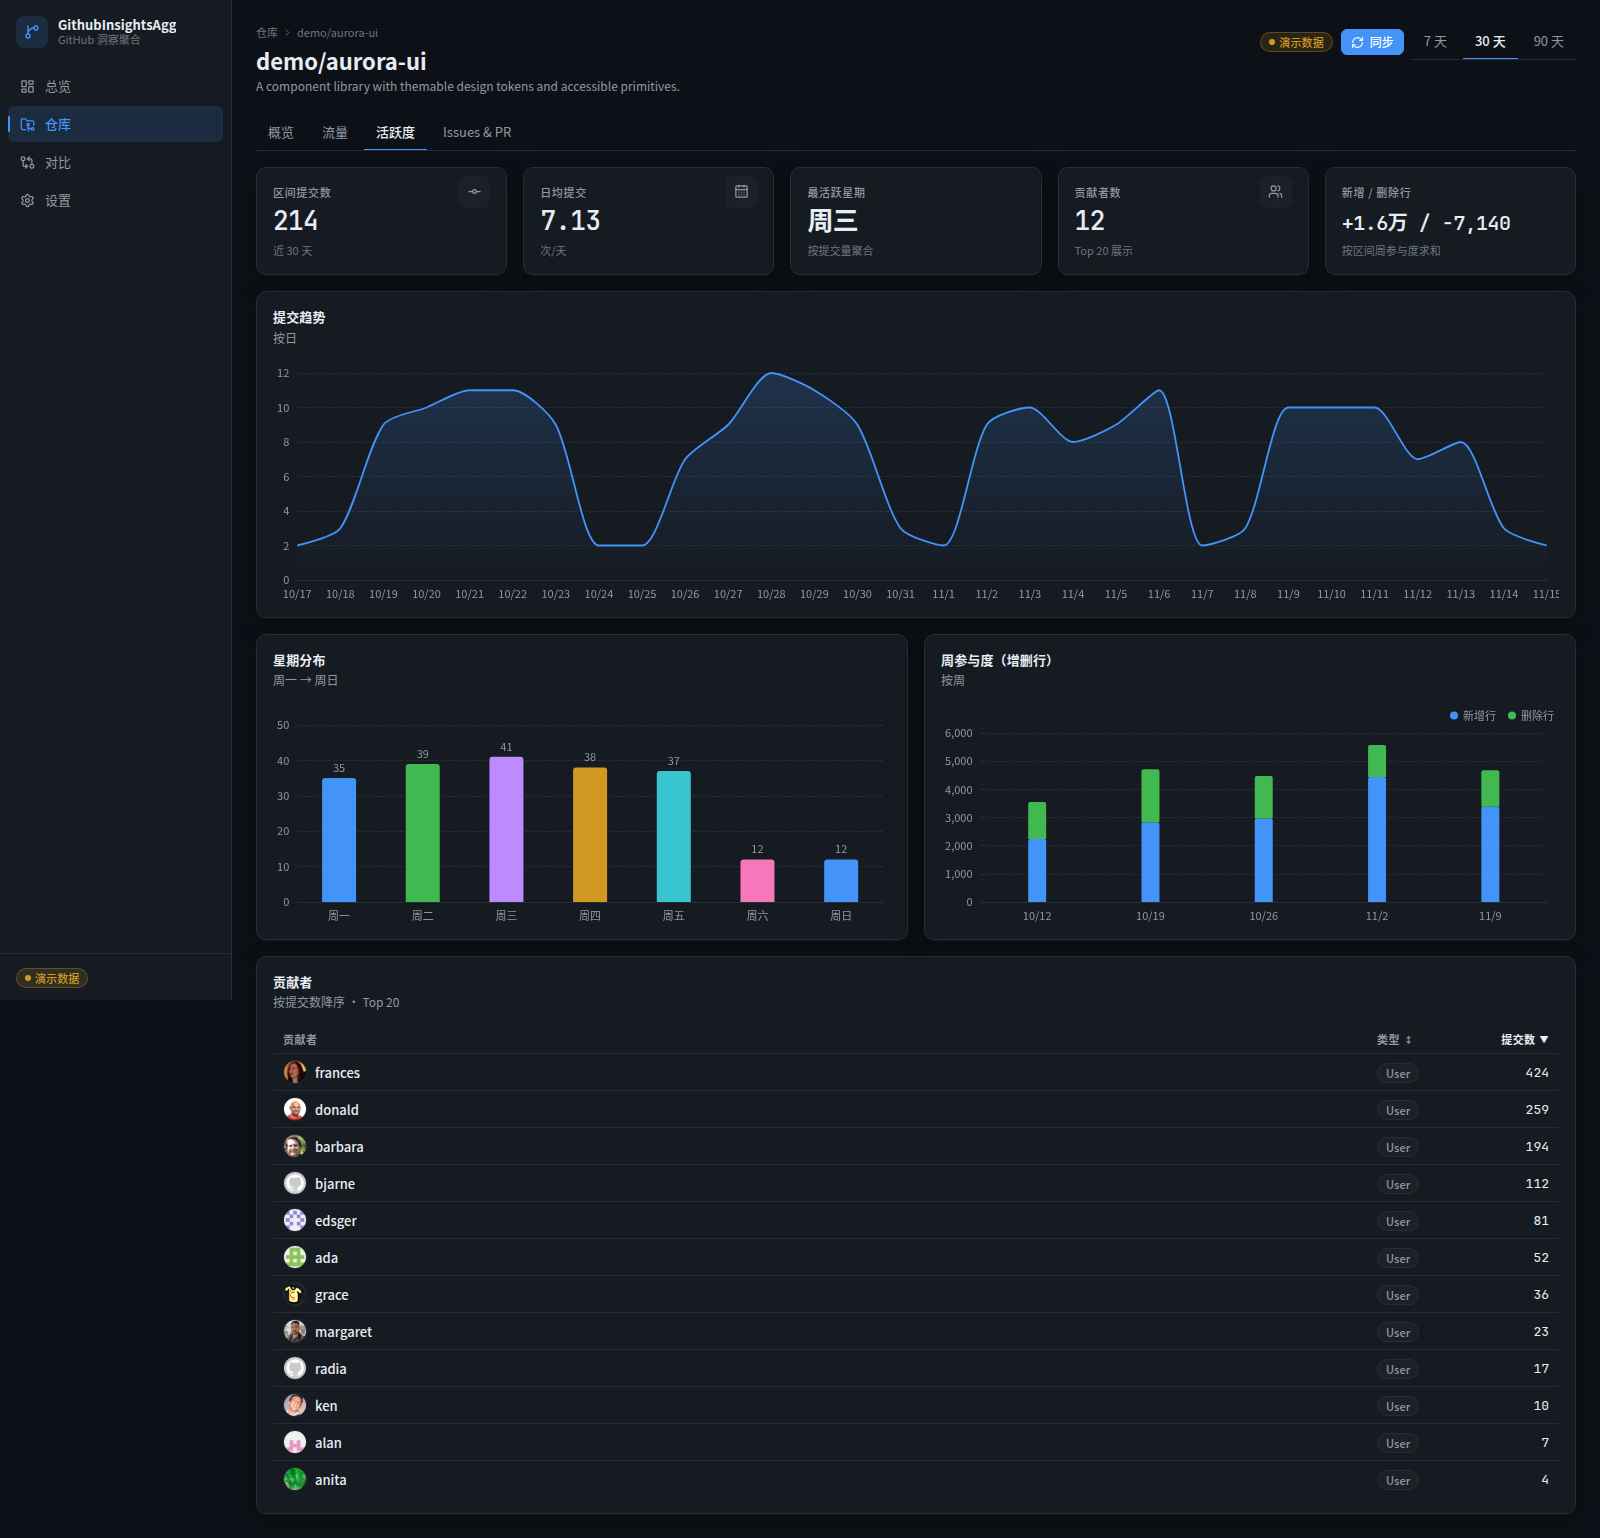 GithubInsightsAgg
GitHub 洞察聚合
总览
仓库
对比
设置
演示数据
仓库 > demo/aurora-ui
demo/aurora-ui
A component library with themable design tokens and accessible primitives.
演示数据 同步 7 天 30 天 90 天
概览 流量 活跃度 Issues & PR
区间提交数
214
近 30 天
日均提交
7.13
次/天
最活跃星期
周三
按提交量聚合
贡献者数
12
Top 20 展示
新增 / 删除行
+1.6万 / -7,140
按区间周参与度求和
提交趋势
按日
12
10
8
6
4
2
0
10/17 10/18 10/19 10/20 10/21 10/22 10/23 10/24 10/25 10/26 10/27 10/28 10/29 10/30 10/31 11/1 11/2 11/3 11/4 11/5 11/6 11/7 11/8 11/9 11/10 11/11 11/12 11/13 11/14 11/15
星期分布
周一 → 周日
50
40
30
20
10
0
35 39 41 38 37 12 12
周一 周二 周三 周四 周五 周六 周日
周参与度（增删行）
按周
新增行 删除行
6,000
5,000
4,000
3,000
2,000
1,000
0
10/12 10/19 10/26 11/2 11/9
贡献者
按提交数降序 • Top 20
贡献者 类型 ↕ 提交数 ▼
frances User 424
donald User 259
barbara User 194
bjarne User 112
edsger User 81
ada User 52
grace User 36
margaret User 23
radia User 17
ken User 10
alan User 7
anita User 4